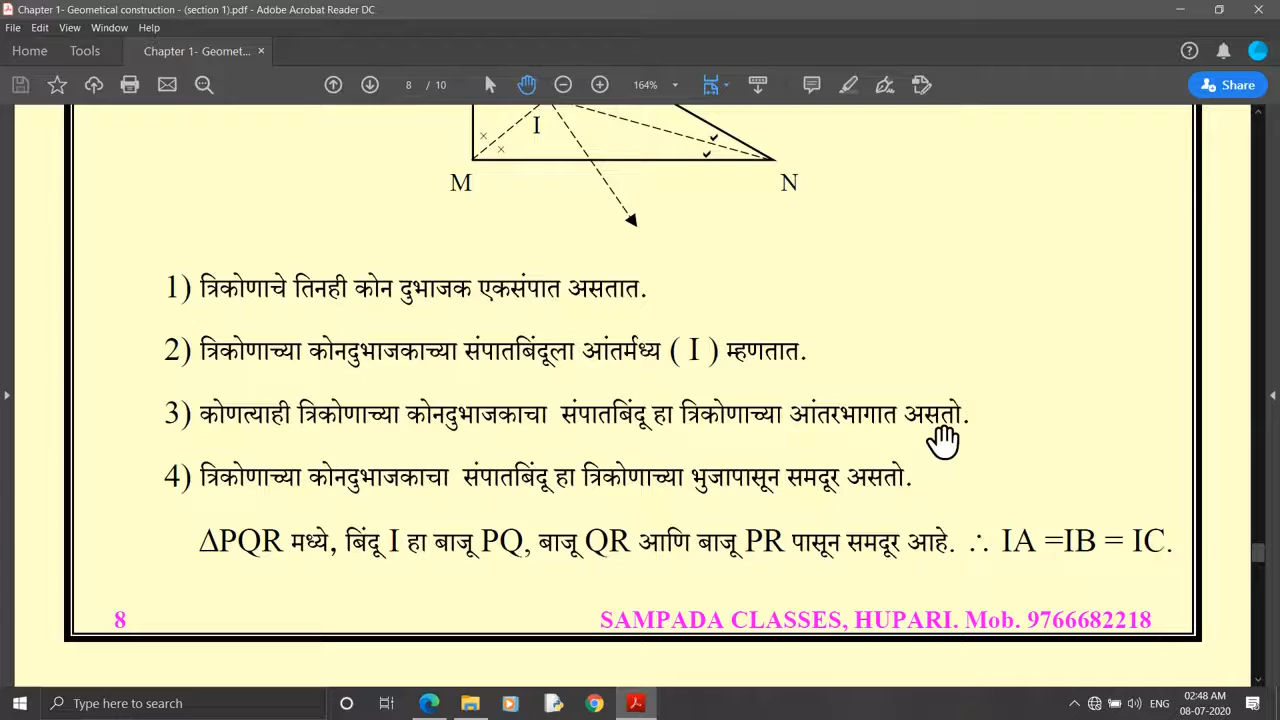 Chapter 1- Geometical construction - (section 1).pdf - Adobe Acrobat Reader DC
File Edit View Window Help
Home Tools Chapter 1- Geomet... ×
8 / 10 164% Share
I
M N
1) त्रिकोणाचे तिनही कोन दुभाजक एकसंपात असतात.
2) त्रिकोणाच्या कोनदुभाजकाच्या संपातबिंदूला आंतर्मध्य ( I ) म्हणतात.
3) कोणत्याही त्रिकोणाच्या कोनदुभाजकाचा संपातबिंदू हा त्रिकोणाच्या आंतरभागात असतो.
4) त्रिकोणाच्या कोनदुभाजकाचा संपातबिंदू हा त्रिकोणाच्या भुजापासून समदूर असतो.
ΔPQR मध्ये, बिंदू I हा बाजू PQ, बाजू QR आणि बाजू PR पासून समदूर आहे. ∴ IA =IB = IC.
8 SAMPADA CLASSES, HUPARI. Mob. 9766682218
Type here to search ENG 02:48 AM
08-07-2020